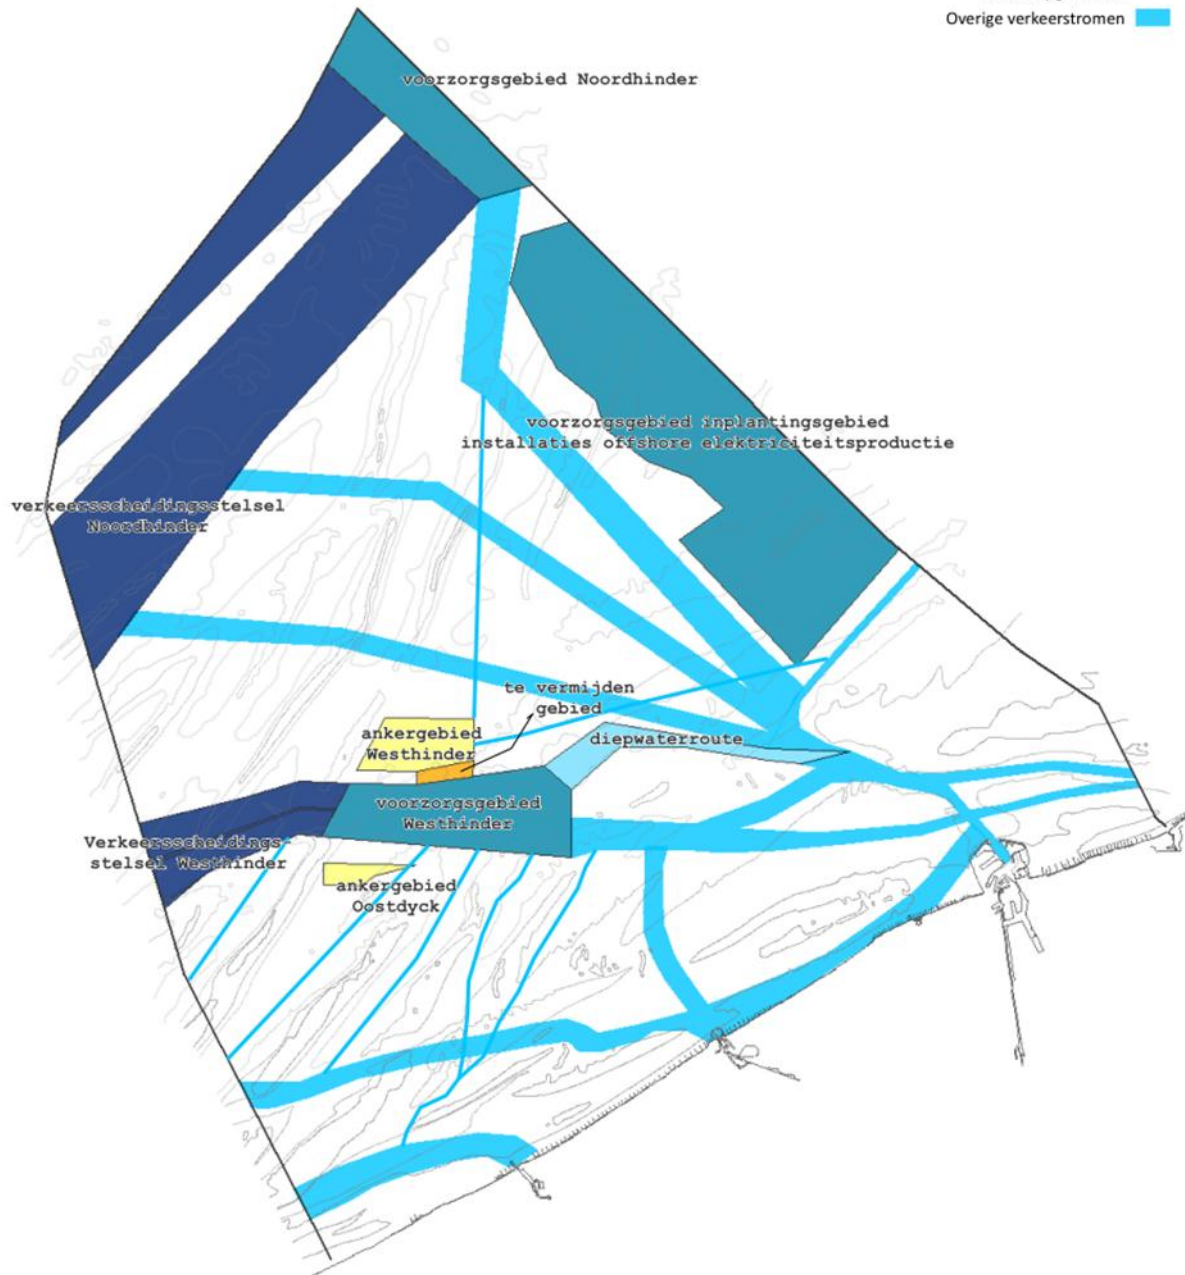 Overige verkeerstromen
voorzorgsgebied Noordhinder
voorzorgsgebied inplantingsgebied
installaties offshore elektriciteitsproductie
verkeersscheidingsstelsel
Noordhinder
te vermijden
gebied
ankergebied
Westhinder
diepwaterroute
voorzorgsgebied
Westhinder
Verkeersscheidings-
stelsel Westhinder
ankergebied
Oostdyck